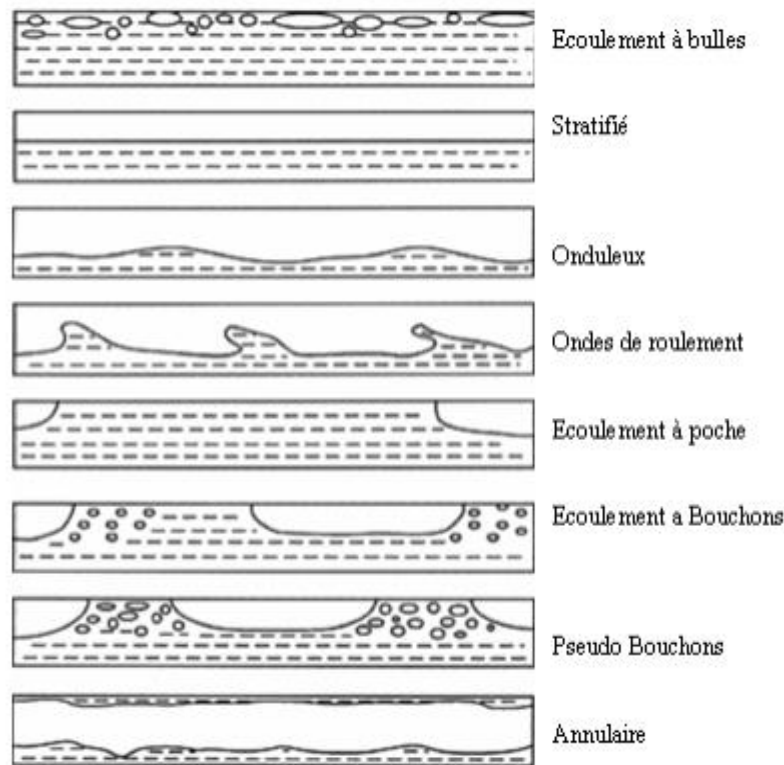 Ecoulement à bulles
Stratifié
Onduleux
Ondes de roulement
Ecoulement à poche
Ecoulement a Bouchons
Pseudo Bouchons
Annulaire